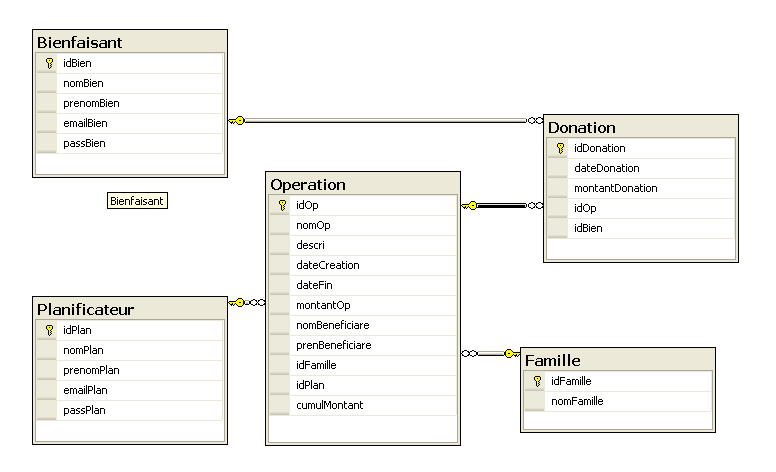 Bienfaisant
idBien
nomBien
prenomBien
emailBien
passBien
Bienfaisant
Donation
idDonation
dateDonation
montantDonation
idOp
idBien
Operation
idOp
nomOp
descri
dateCreation
dateFin
montantOp
nomBeneficiare
prenBeneficiare
idFamille
idPlan
cumulMontant
Planificateur
idPlan
nomPlan
prenomPlan
emailPlan
passPlan
Famille
idFamille
nomFamille